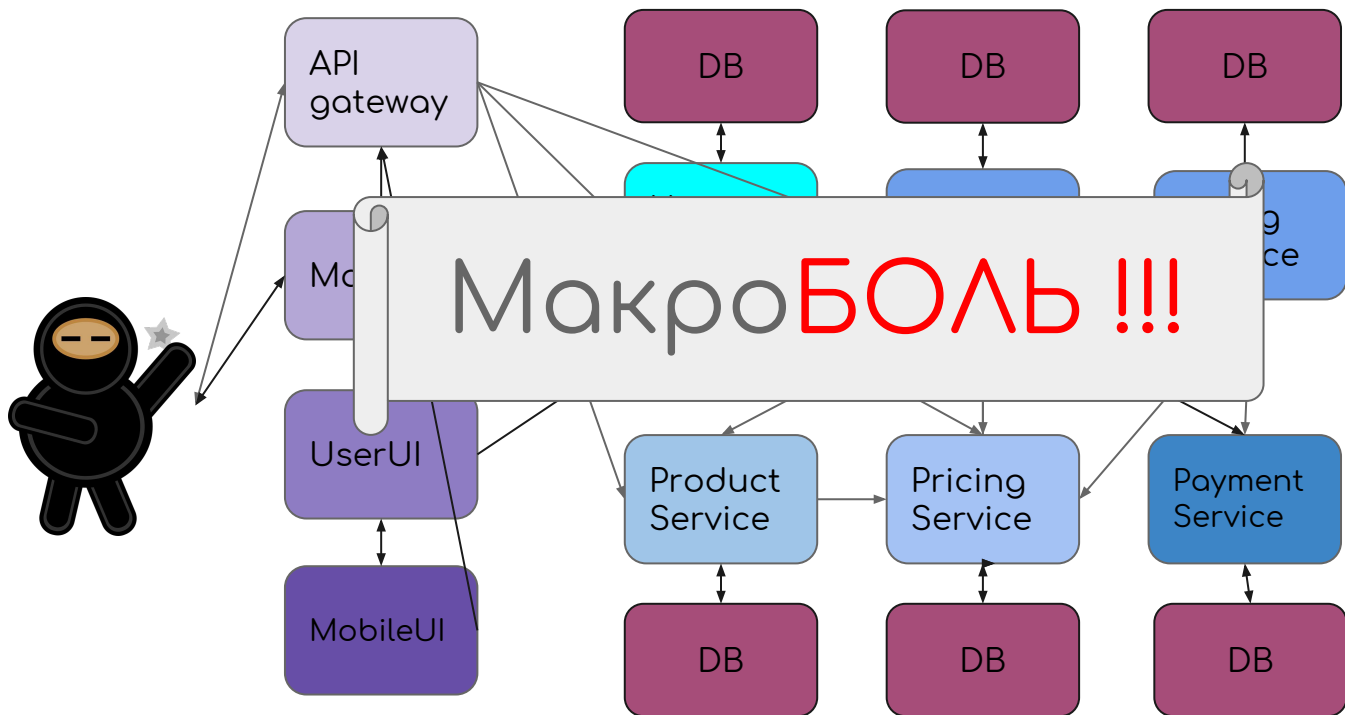 API
gateway
DB
DB
DB
МакроБОЛЬ !!!
UserUI
MobileUI
Product
Service
Pricing
Service
Payment
Service
DB
DB
DB